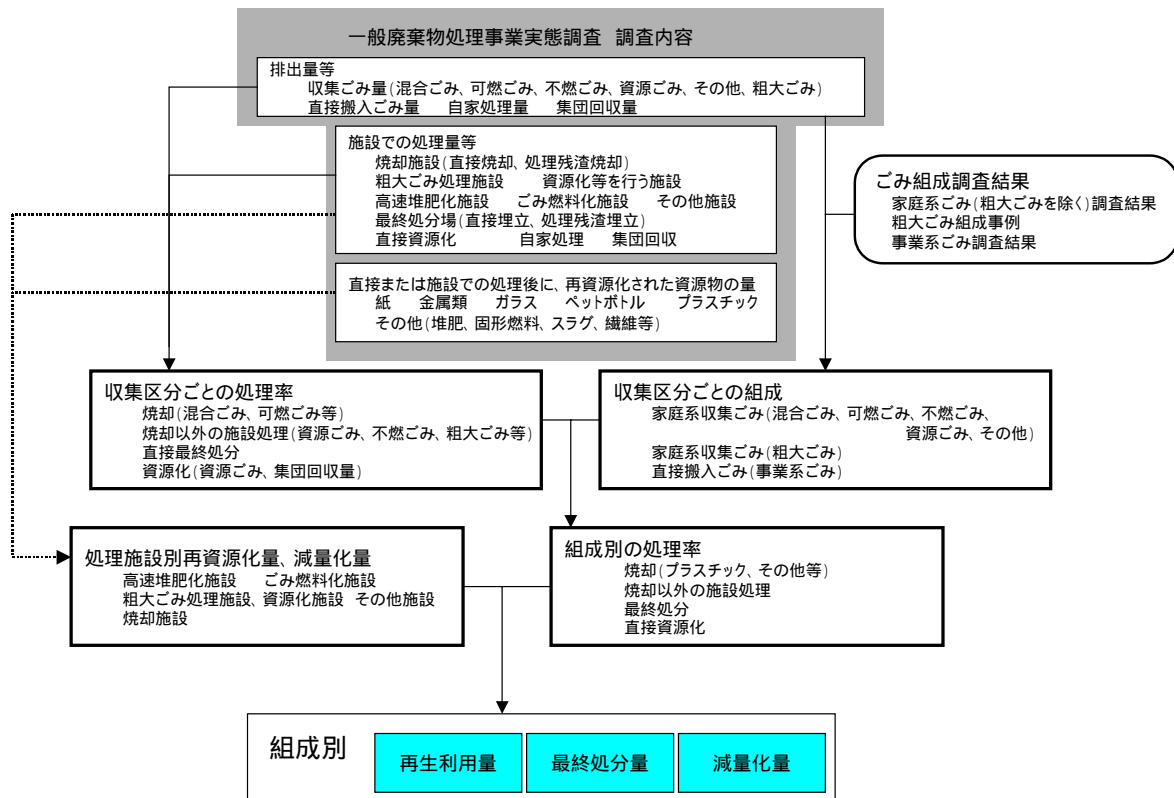 一般廃棄物処理事業実態調査 調査内容
排出量等
収集ごみ量(混合ごみ、可燃ごみ、不燃ごみ、資源ごみ、その他、粗大ごみ)
直接搬入ごみ量 自家処理量 集団回収量
施設での処理量等
焼却施設(直接焼却、処理残渣焼却)
粗大ごみ処理施設 資源化等を行う施設
高速堆肥化施設 ごみ燃料化施設 その他施設
最終処分場(直接埋立、処理残渣埋立)
直接資源化 自家処理 集団回収
ごみ組成調査結果
家庭系ごみ(粗大ごみを除く)調査結果
粗大ごみ組成事例
事業系ごみ調査結果
直接または施設での処理後に、再資源化された資源物の量
紙 金属類 ガラス ペットボトル プラスチック
その他(堆肥、固形燃料、スラグ、繊維等)
収集区分ごとの処理率
焼却(混合ごみ、可燃ごみ等)
焼却以外の施設処理(資源ごみ、不燃ごみ、粗大ごみ等)
直接最終処分
資源化(資源ごみ、集団回収量)
収集区分ごとの組成
家庭系収集ごみ(混合ごみ、可燃ごみ、不燃ごみ、
資源ごみ、その他)
家庭系収集ごみ(粗大ごみ)
直接搬入ごみ(事業系ごみ)
処理施設別再資源化量、減量化量
高速堆肥化施設 ごみ燃料化施設
粗大ごみ処理施設、資源化施設 その他施設
焼却施設
組成別の処理率
焼却(プラスチック、その他等)
焼却以外の施設処理
最終処分
直接資源化
組成別
再生利用量
最終処分量
減量化量